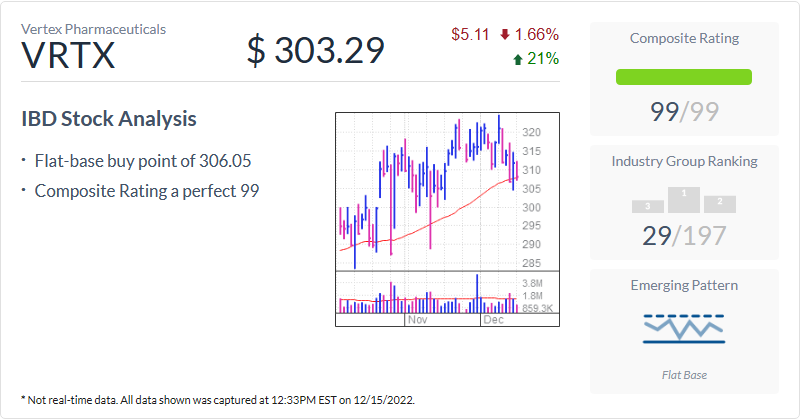 Vertex Pharmaceuticals
VRTX
$ 303.29
$5.11 1.66%
21%
IBD Stock Analysis
· Flat-base buy point of 306.05
· Composite Rating a perfect 99
320
315
310
305
300
295
290
285
3.8M
1.8M
859.3K
Nov Dec
Composite Rating
99/99
Industry Group Ranking
3 1 2
29/197
Emerging Pattern
Flat Base
* Not real-time data. All data shown was captured at 12:33PM EST on 12/15/2022.